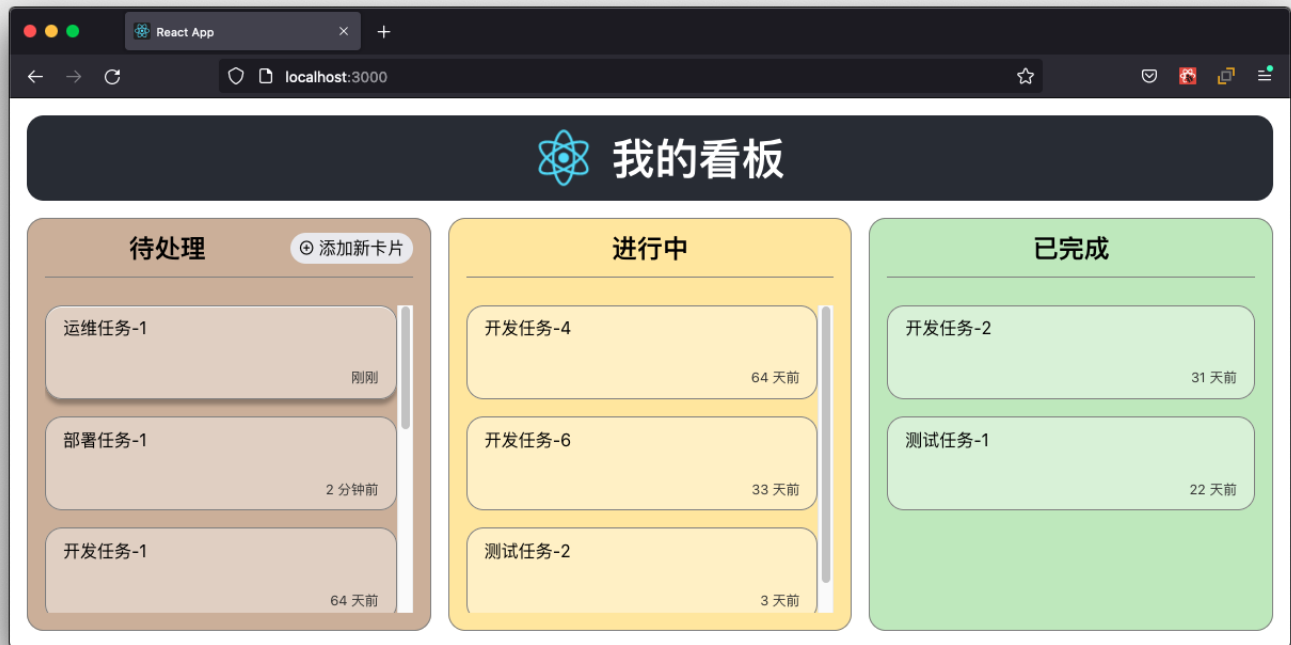 React App
localhost:3000
我的看板
待处理
添加新卡片
运维任务-1
刚刚
部署任务-1
2 分钟前
开发任务-1
64 天前
进行中
开发任务-4
64 天前
开发任务-6
33 天前
测试任务-2
3 天前
已完成
开发任务-2
31 天前
测试任务-1
22 天前